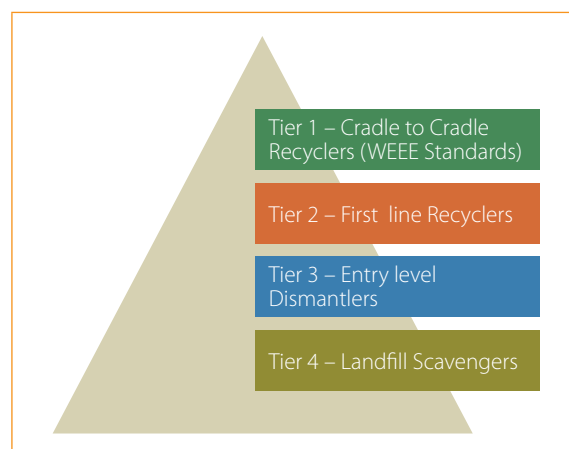 Tier 1 – Cradle to Cradle
Recyclers (WEEE Standards)
Tier 2 – First line Recyclers
Tier 3 – Entry level
Dismantlers
Tier 4 – Landfill Scavengers